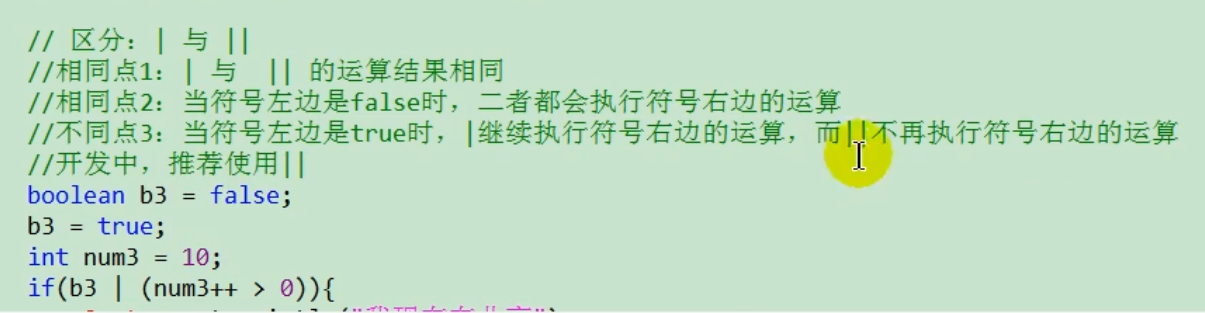 // 区分：| 与 ||
//相同点1：| 与  || 的运算结果相同
//相同点2：当符号左边是false时，二者都会执行符号右边的运算
//不同点3：当符号左边是true时，|继续执行符号右边的运算，而||不再执行符号右边的运算
//开发中，推荐使用||
boolean b3 = false;
b3 = true;
int num3 = 10;
if(b3 | (num3++ > 0)){